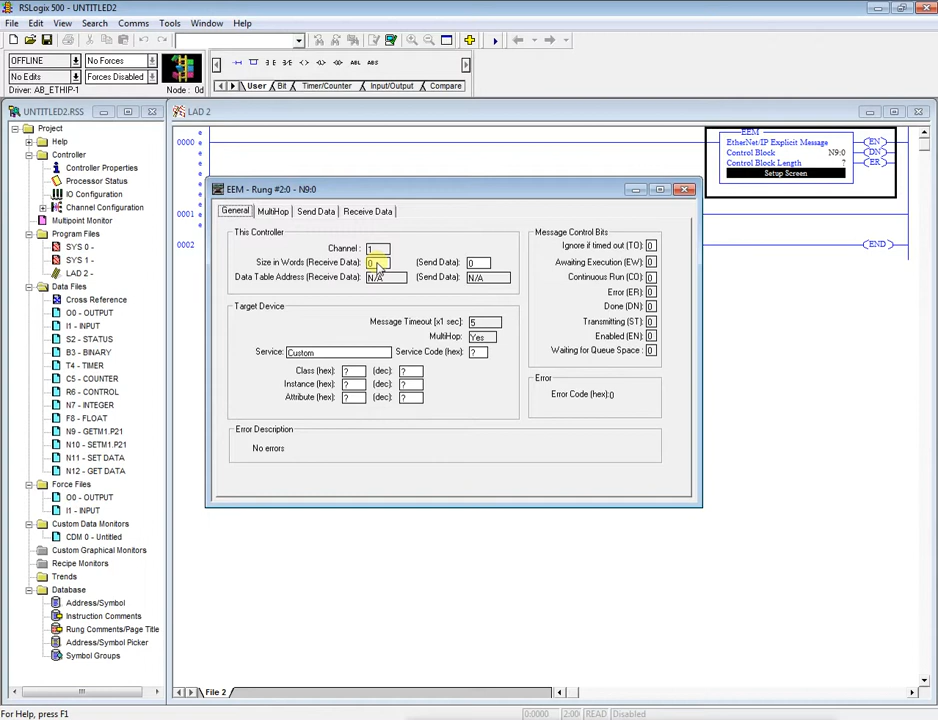 RSLogix 500 - UNTITLED2
File Edit View Search Comms Tools Window Help
OFFLINE No Forces
No Edits Forces Disabled
Driver: AB_ETHIP-1 Node : 0d
User Bit Timer/Counter Input/Output Compare
UNTITLED2.RSS
Project
Help
Controller
Controller Properties
Processor Status
IO Configuration
Channel Configuration
Multipoint Monitor
Program Files
SYS 0 -
SYS 1 -
LAD 2 -
Data Files
Cross Reference
O0 - OUTPUT
I1 - INPUT
S2 - STATUS
B3 - BINARY
T4 - TIMER
C5 - COUNTER
R6 - CONTROL
N7 - INTEGER
F8 - FLOAT
N9 - GETM1.P21
N10 - SETM1.P21
N11 - SET DATA
N12 - GET DATA
Force Files
O0 - OUTPUT
I1 - INPUT
Custom Data Monitors
CDM 0 - Untitled
Custom Graphical Monitors
Recipe Monitors
Trends
Database
Address/Symbol
Instruction Comments
Rung Comments/Page Title
Address/Symbol Picker
Symbol Groups
LAD 2
0000
0001
0002
e
e
e
e
e
e
e
e
EEM
EtherNet/IP Explicit Message
Control Block N9:0
Control Block Length ?
Setup Screen
EN
DN
ER
END
EEM - Rung #2:0 - N9:0
General MultiHop Send Data Receive Data
This Controller
Channel: 1
Size in Words (Receive Data): 0 (Send Data): 0
Data Table Address (Receive Data): N/A (Send Data): N/A
Target Device
Message Timeout [x1 sec]: 5
MultiHop: Yes
Service: Custom Service Code (hex): ?
Class (hex): ? (dec): ?
Instance (hex): ? (dec): ?
Attribute (hex): ? (dec): ?
Message Control Bits
Ignore if timed out (TO): 0
Awaiting Execution (EW): 0
Continuous Run (CO): 0
Error (ER): 0
Done (DN): 0
Transmitting (ST): 0
Enabled (EN): 0
Waiting for Queue Space : 0
Error
Error Code (hex):0
Error Description
No errors
File 2
For Help, press F1
0:0000 2:00 READ Disabled